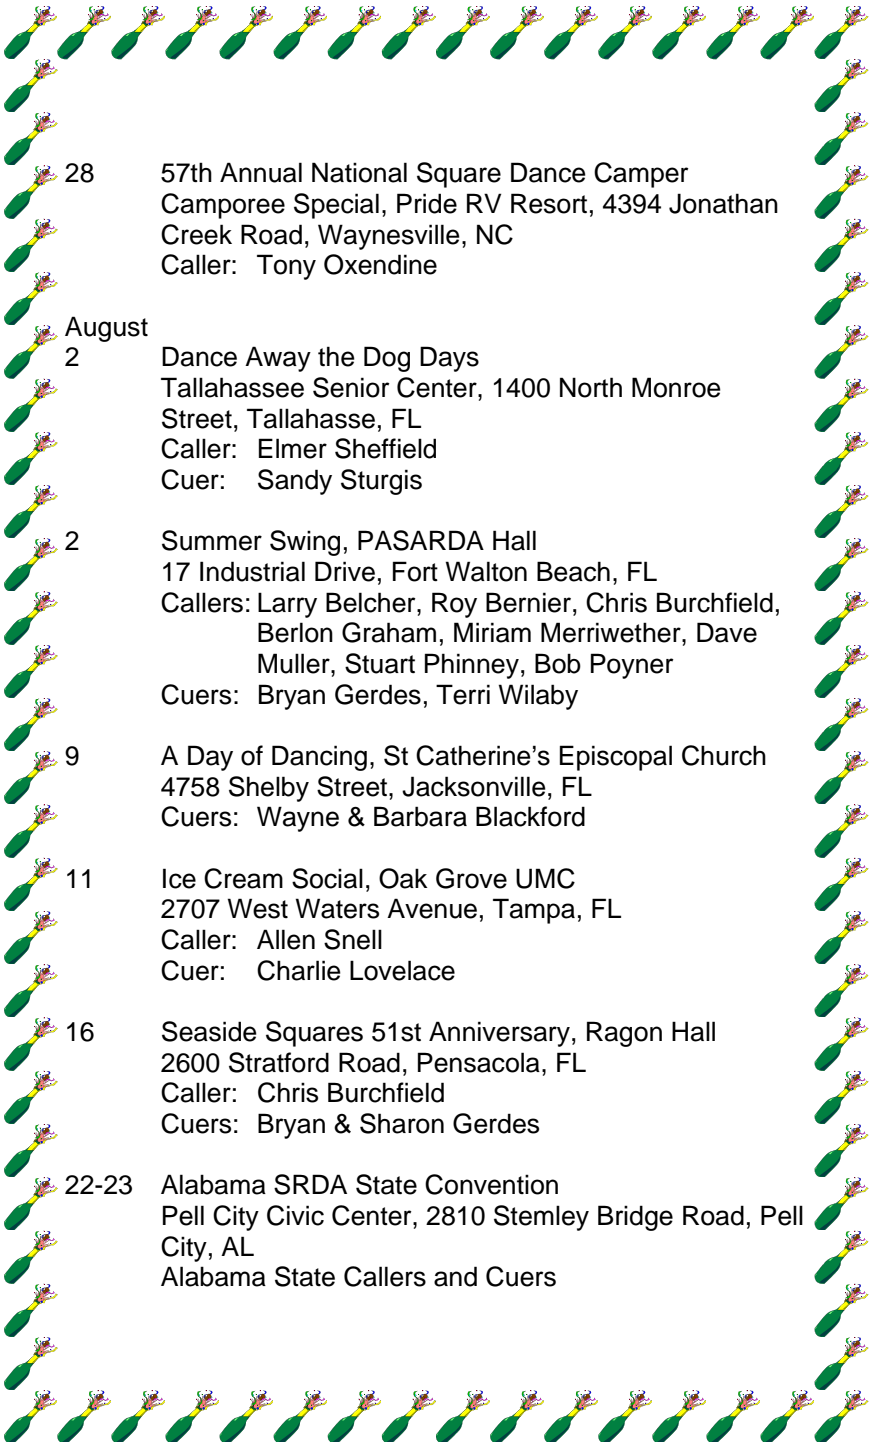 28 57th Annual National Square Dance Camper
Camporee Special, Pride RV Resort, 4394 Jonathan
Creek Road, Waynesville, NC
Caller: Tony Oxendine
August
2 Dance Away the Dog Days
Tallahassee Senior Center, 1400 North Monroe
Street, Tallahasse, FL
Caller: Elmer Sheffield
Cuer: Sandy Sturgis
2 Summer Swing, PASARDA Hall
17 Industrial Drive, Fort Walton Beach, FL
Callers: Larry Belcher, Roy Bernier, Chris Burchfield,
Berlon Graham, Miriam Merriwether, Dave
Muller, Stuart Phinney, Bob Poyner
Cuers: Bryan Gerdes, Terri Wilaby
9 A Day of Dancing, St Catherine's Episcopal Church
4758 Shelby Street, Jacksonville, FL
Cuers: Wayne & Barbara Blackford
11 Ice Cream Social, Oak Grove UMC
2707 West Waters Avenue, Tampa, FL
Caller: Allen Snell
Cuer: Charlie Lovelace
16 Seaside Squares 51st Anniversary, Ragon Hall
2600 Stratford Road, Pensacola, FL
Caller: Chris Burchfield
Cuers: Bryan & Sharon Gerdes
22-23 Alabama SRDA State Convention
Pell City Civic Center, 2810 Stemley Bridge Road, Pell
City, AL
Alabama State Callers and Cuers